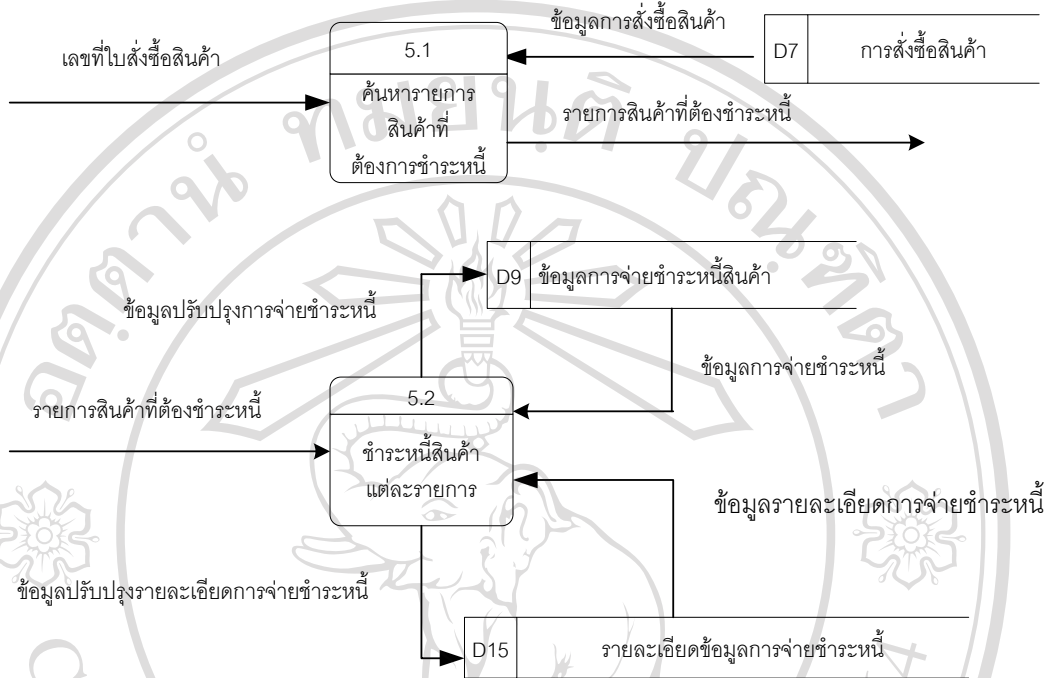 ข้อมูลการสั่งซื้อสินค้า
เลขที่ใบสั่งซื้อสินค้า
5.1
D7
การสั่งซื้อสินค้า
ค้นหารายการ
สินค้าที่
ต้องการชำระหนี้
รายการสินค้าที่ต้องชำระหนี้
D9
ข้อมูลการจ่ายชำระหนี้สินค้า
ข้อมูลปรับปรุงการจ่ายชำระหนี้
ข้อมูลการจ่ายชำระหนี้
5.2
รายการสินค้าที่ต้องชำระหนี้
ชำระหนี้สินค้า
แต่ละรายการ
ข้อมูลรายละเอียดการจ่ายชำระหนี้
ข้อมูลปรับปรุงรายละเอียดการจ่ายชำระหนี้
D15
รายละเอียดข้อมูลการจ่ายชำระหนี้